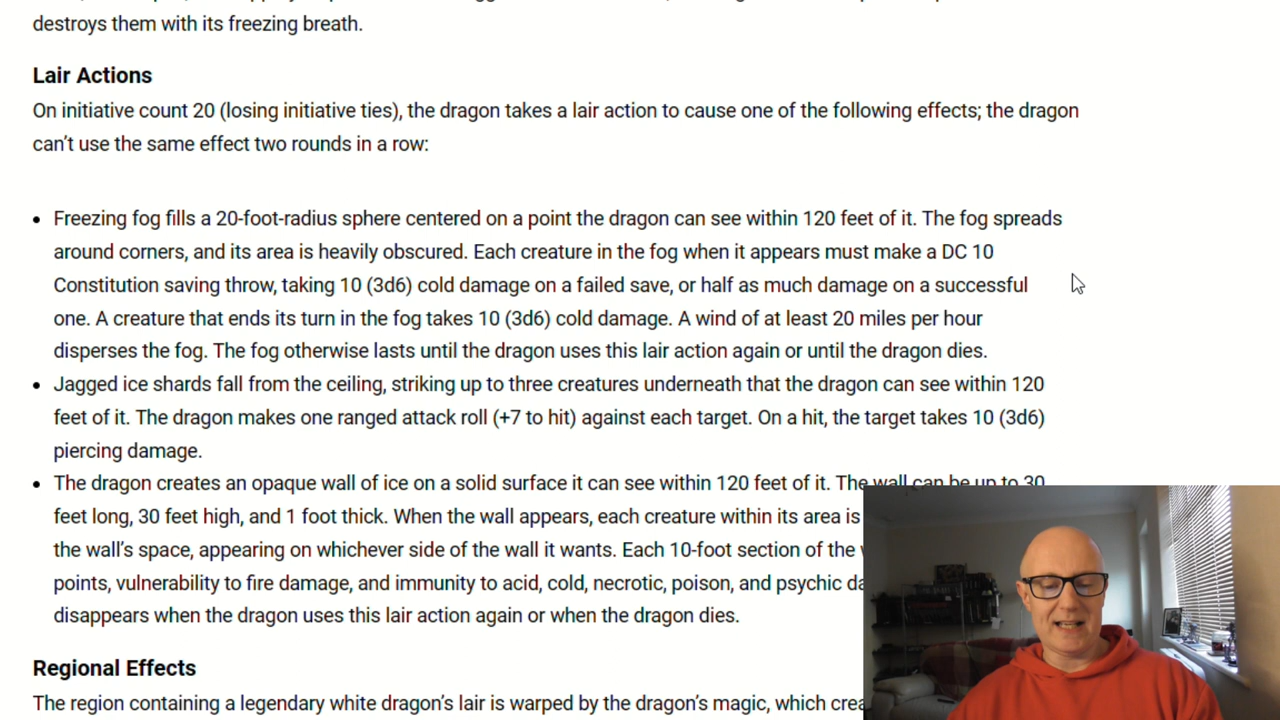 destroys them with its freezing breath.
Lair Actions
On initiative count 20 (losing initiative ties), the dragon takes a lair action to cause one of the following effects; the dragon
can't use the same effect two rounds in a row:
• Freezing fog fills a 20-foot-radius sphere centered on a point the dragon can see within 120 feet of it. The fog spreads
around corners, and its area is heavily obscured. Each creature in the fog when it appears must make a DC 10
Constitution saving throw, taking 10 (3d6) cold damage on a failed save, or half as much damage on a successful
one. A creature that ends its turn in the fog takes 10 (3d6) cold damage. A wind of at least 20 miles per hour
disperses the fog. The fog otherwise lasts until the dragon uses this lair action again or until the dragon dies.
• Jagged ice shards fall from the ceiling, striking up to three creatures underneath that the dragon can see within 120
feet of it. The dragon makes one ranged attack roll (+7 to hit) against each target. On a hit, the target takes 10 (3d6)
piercing damage.
• The dragon creates an opaque wall of ice on a solid surface it can see within 120 feet of it. The wall can be up to 30
feet long, 30 feet high, and 1 foot thick. When the wall appears, each creature within its area is
the wall's space, appearing on whichever side of the wall it wants. Each 10-foot section of the
points, vulnerability to fire damage, and immunity to acid, cold, necrotic, poison, and psychic
disappears when the dragon uses this lair action again or when the dragon dies.
Regional Effects
The region containing a legendary white dragon's lair is warped by the dragon's magic, which